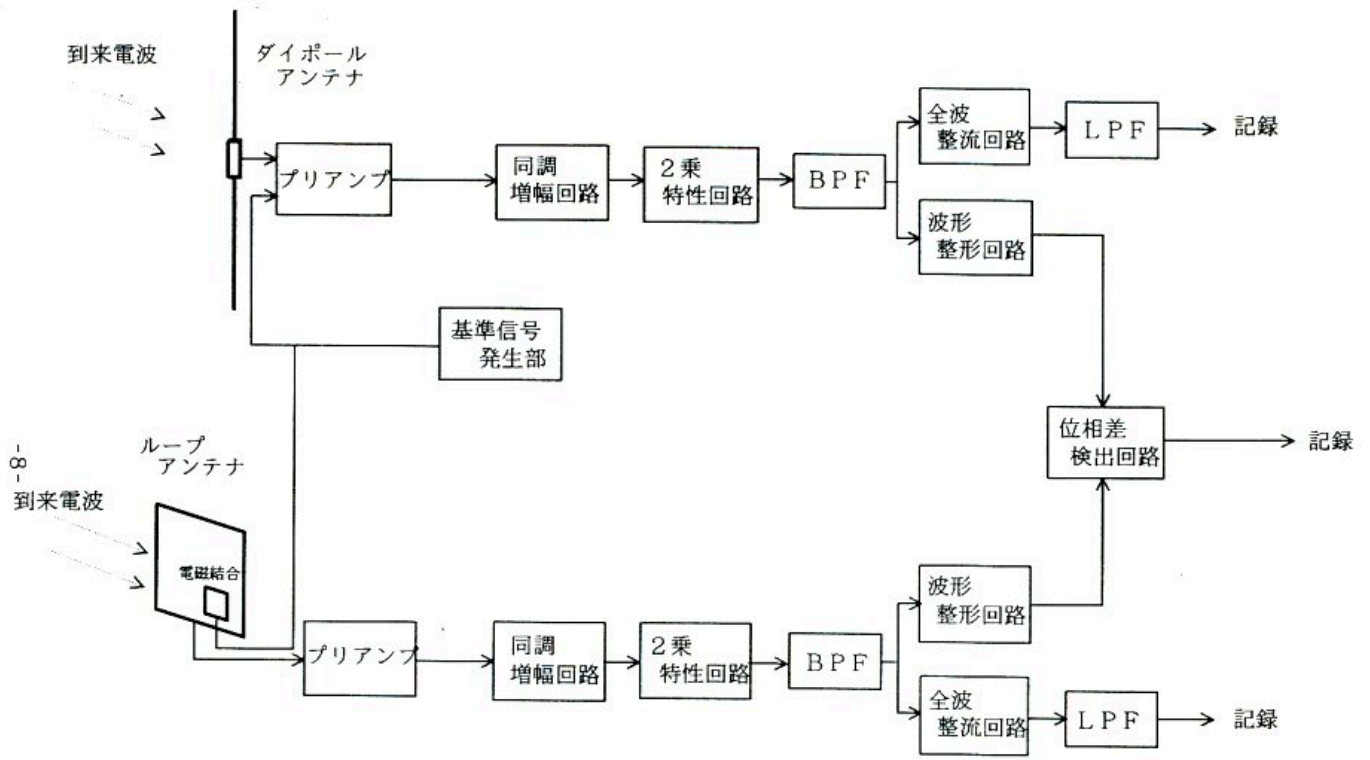 到来電波
ダイポール
アンテナ
プリアンプ
同調
増幅回路
2乗
特性回路
BPF
全波
整流回路
LPF
記録
波形
整形回路
基準信号
発生部
位相差
検出回路
記録
-8-
到来電波
ループ
アンテナ
電磁結合
プリアンプ
同調
増幅回路
2乗
特性回路
BPF
波形
整形回路
全波
整流回路
LPF
記録